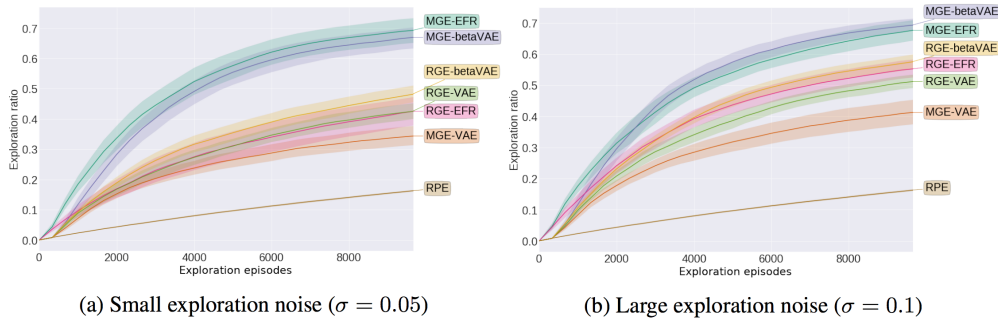 0.7
0.6
0.5
0.4
0.3
0.2
0.1
0.0
Exploration ratio
0
2000
4000
6000
8000
Exploration episodes
MGE-EFR
MGE-betaVAE
RGE-betaVAE
RGE-VAE
RGE-EFR
MGE-VAE
RPE
(a) Small exploration noise (σ = 0.05)
0.7
0.6
0.5
0.4
0.3
0.2
0.1
0.0
Exploration ratio
0
2000
4000
6000
8000
Exploration episodes
MGE-betaVAE
MGE-EFR
RGE-betaVAE
RGE-EFR
RGE-VAE
MGE-VAE
RPE
(b) Large exploration noise (σ = 0.1)